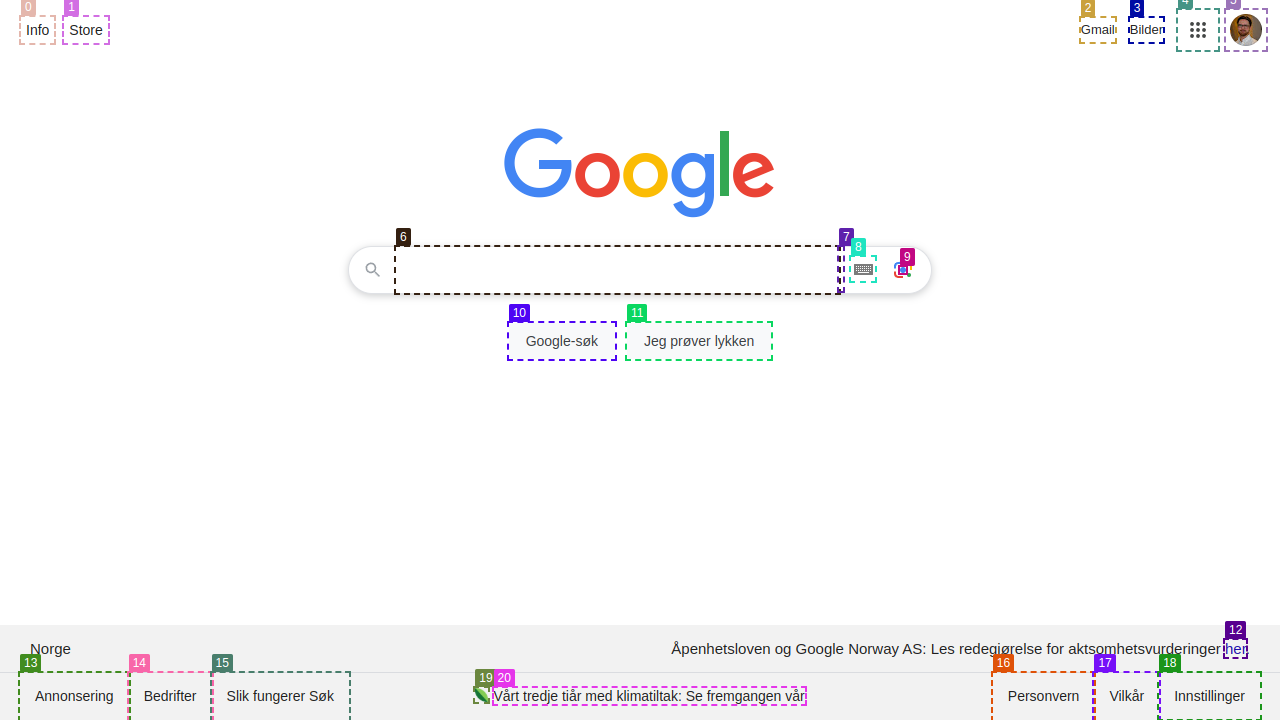 0 1 2 3 4 5
Info Store Gmail Bilder
Google
6 7 8 9
10 11
Google-søk Jeg prøver lykken
12
Norge Åpenhetsloven og Google Norway AS: Les redegjørelse for aktsomhetsvurderinger her.
13 14 15 16 17 18
19 20
Annonsering Bedrifter Slik fungerer Søk Vårt tredje tiår med klimatiltak: Se fremgangen vår Personvern Vilkår Innstillinger